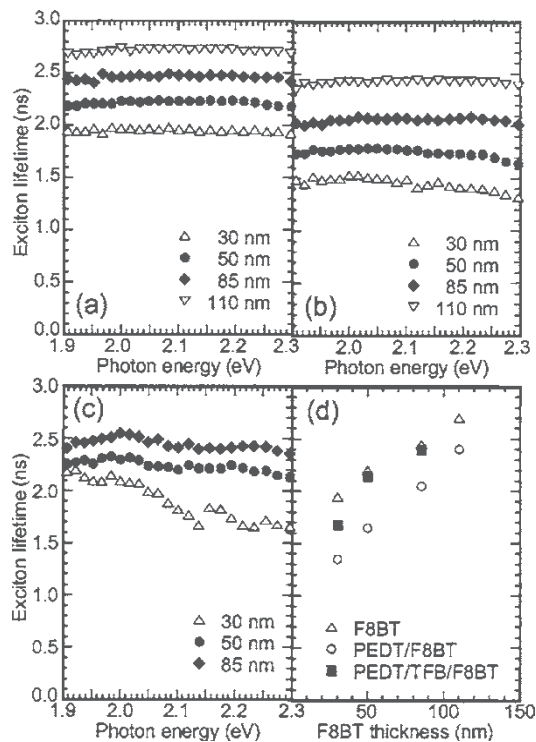 3.0
2.5
2.0
1.5
1.0
0.5
0.0
Exciton lifetime (ns)
30 nm
50 nm
85 nm
110 nm
(a)
1.9 2.0 2.1 2.2 2.3
Photon energy (eV)
30 nm
50 nm
85 nm
110 nm
(b)
2.0 2.1 2.2 2.3
Photon energy (eV)
3.0
2.5
2.0
1.5
1.0
0.5
0.0
Exciton lifetime (ns)
(c)
30 nm
50 nm
85 nm
1.9 2.0 2.1 2.2 2.3
Photon energy (eV)
(d)
F8BT
PEDT/F8BT
PEDT/TFB/F8BT
0 50 100 150
F8BT thickness (nm)